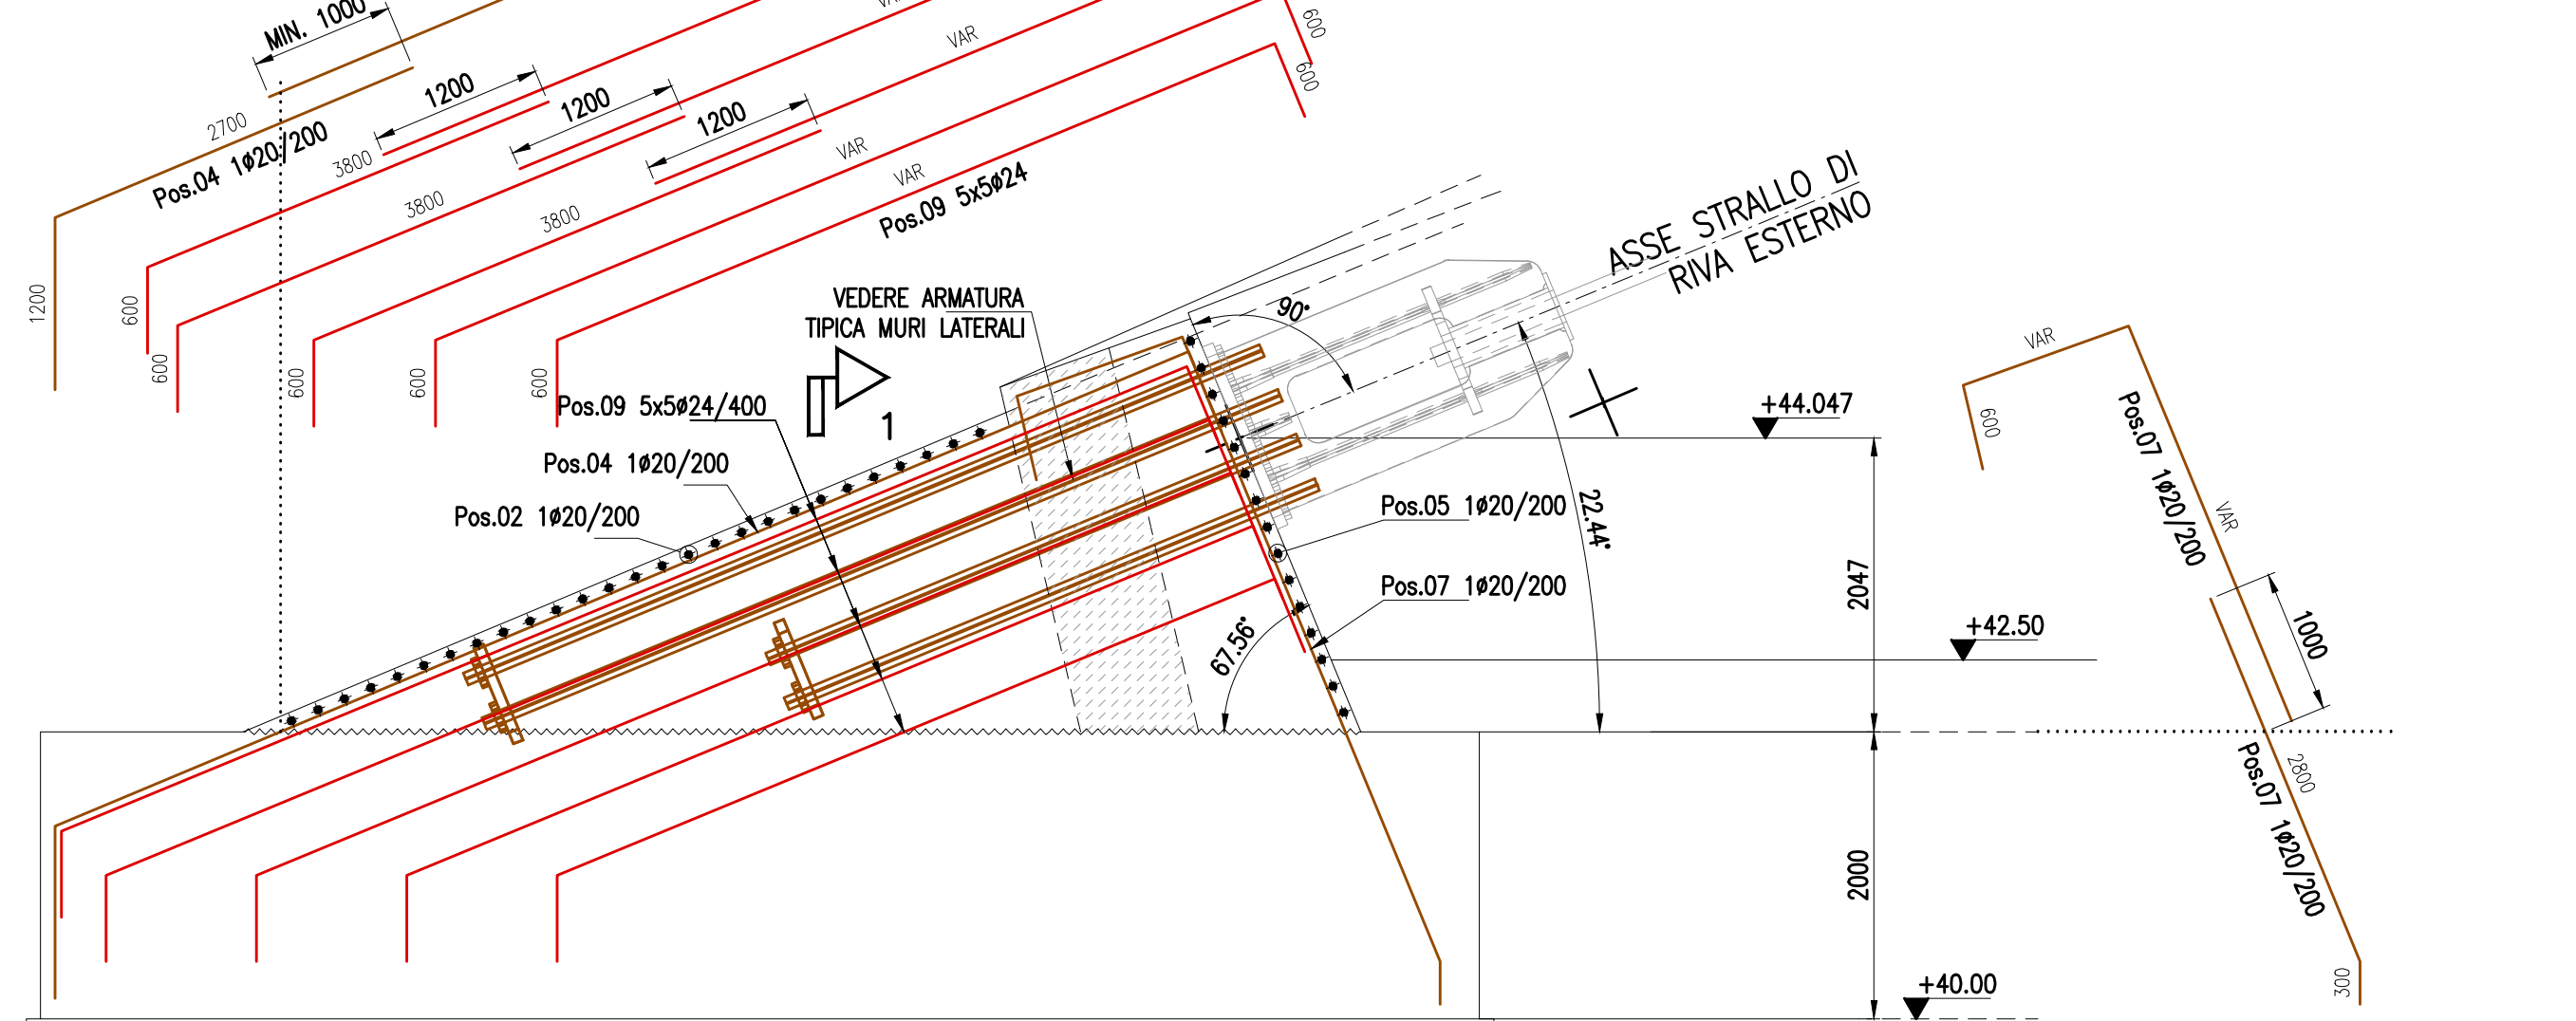 MIN. 1000
VAR
600
2700
Pos.04 1ø20/200
1200
1200
1200
3800
3800
3800
VAR
VAR
Pos.09 5x5ø24
600
1200
600
600
600
600
600
VEDERE ARMATURA
TIPICA MURI LATERALI
1
Pos.09 5x5ø24/400
Pos.04 1ø20/200
Pos.02 1ø20/200
90°
ASSE STRALLO DI
RIVA ESTERNO
22.44°
67.56°
Pos.05 1ø20/200
Pos.07 1ø20/200
+44.047
2047
+42.50
2000
+40.00
VAR
600
Pos.07 1ø20/200
VAR
1000
2800
Pos.07 1ø20/200
300